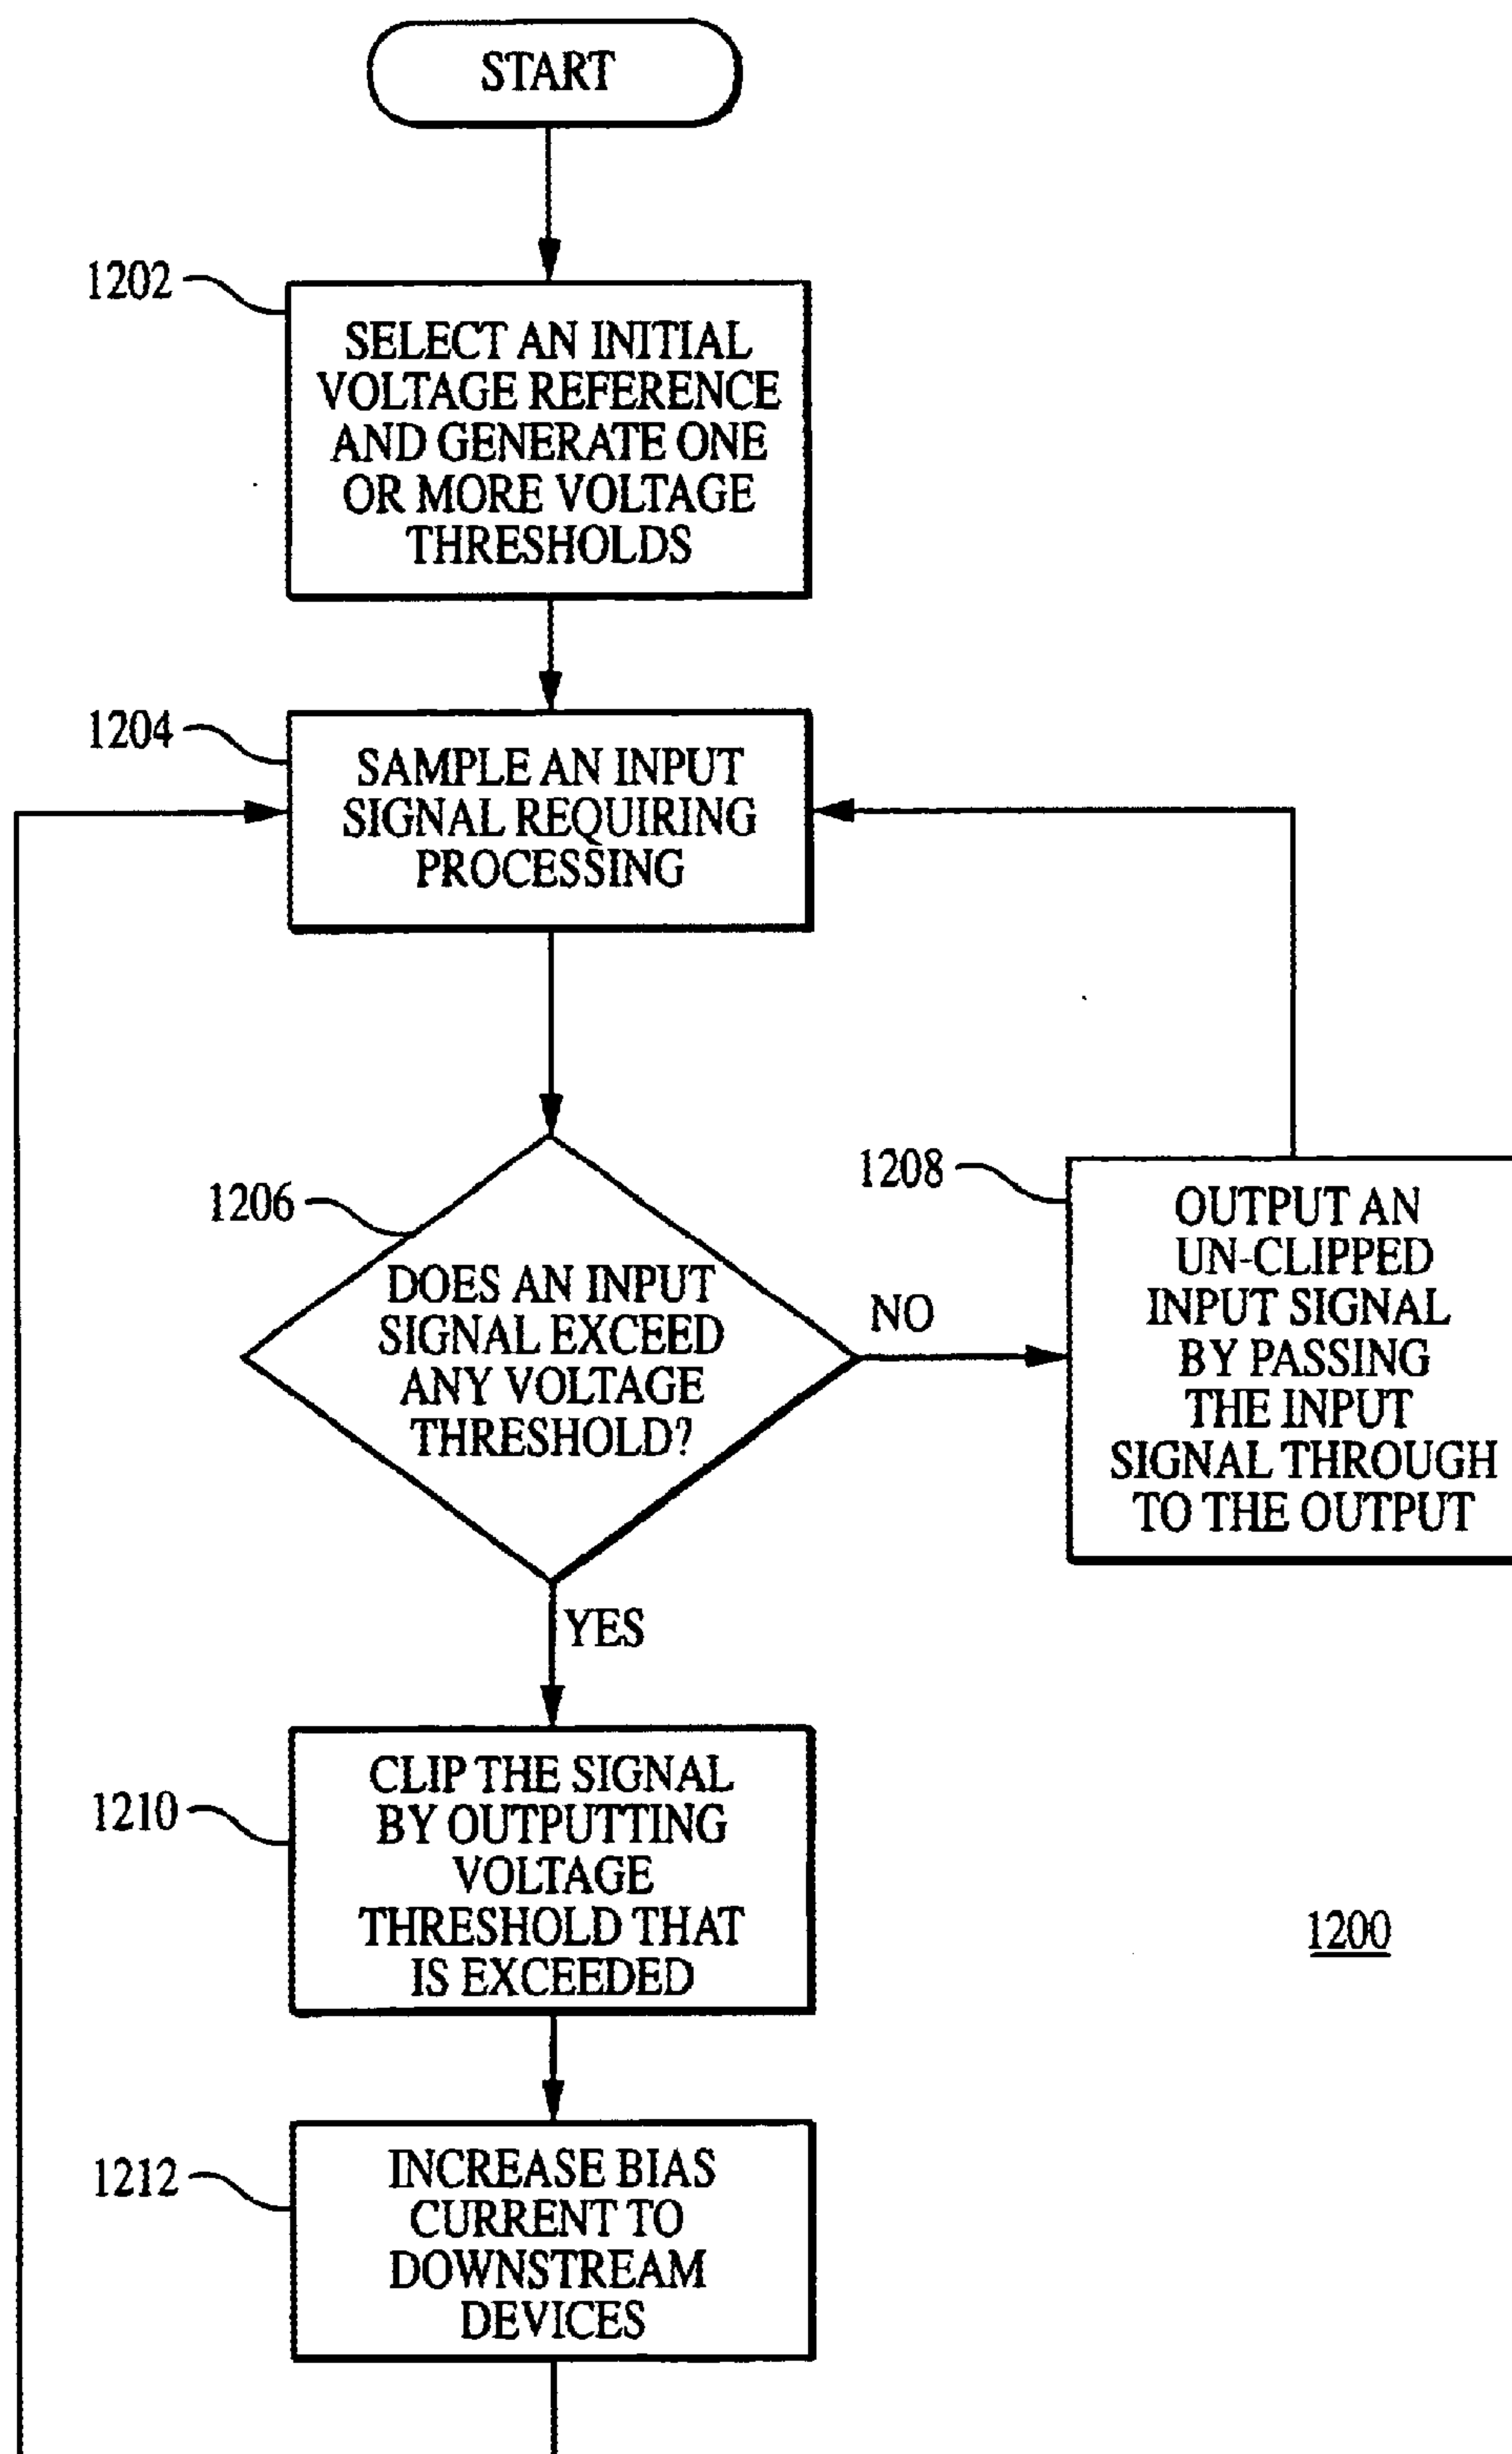 START
1202
SELECT AN INITIAL
VOLTAGE REFERENCE
AND GENERATE ONE
OR MORE VOLTAGE
THRESHOLDS
1204
SAMPLE AN INPUT
SIGNAL REQUIRING
PROCESSING
1206
DOES AN INPUT
SIGNAL EXCEED
ANY VOLTAGE
THRESHOLD?
NO
1208
OUTPUT AN
UN-CLIPPED
INPUT SIGNAL
BY PASSING
THE INPUT
SIGNAL THROUGH
TO THE OUTPUT
YES
1210
CLIP THE SIGNAL
BY OUTPUTTING
VOLTAGE
THRESHOLD THAT
IS EXCEEDED
1200
1212
INCREASE BIAS
CURRENT TO
DOWNSTREAM
DEVICES